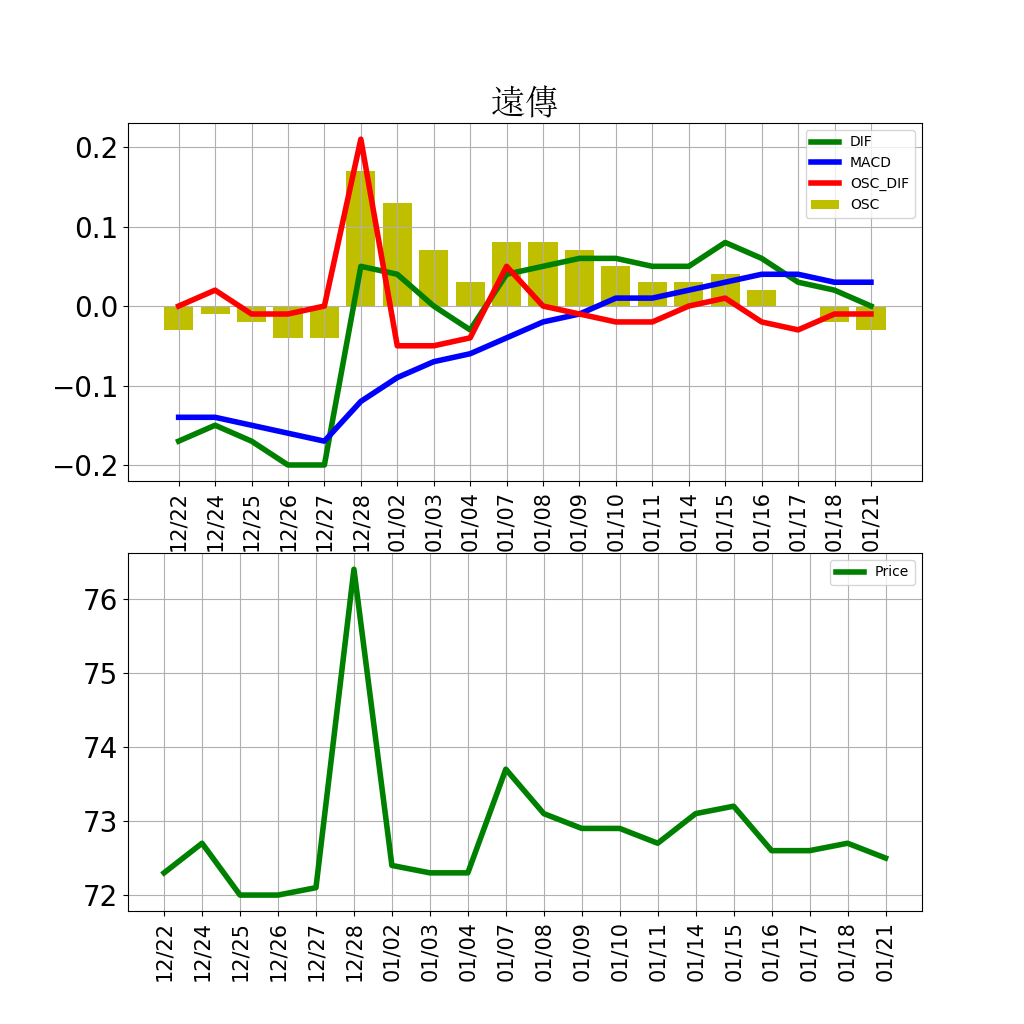 遠傳
0.2
0.1
0.0
−0.1
−0.2
DIF
MACD
OSC_DIF
OSC
12/22 12/24 12/25 12/26 12/27 12/28 01/02 01/03 01/04 01/07 01/08 01/09 01/10 01/11 01/14 01/15 01/16 01/17 01/18 01/21
Price
76
75
74
73
72
12/22 12/24 12/25 12/26 12/27 12/28 01/02 01/03 01/04 01/07 01/08 01/09 01/10 01/11 01/14 01/15 01/16 01/17 01/18 01/21